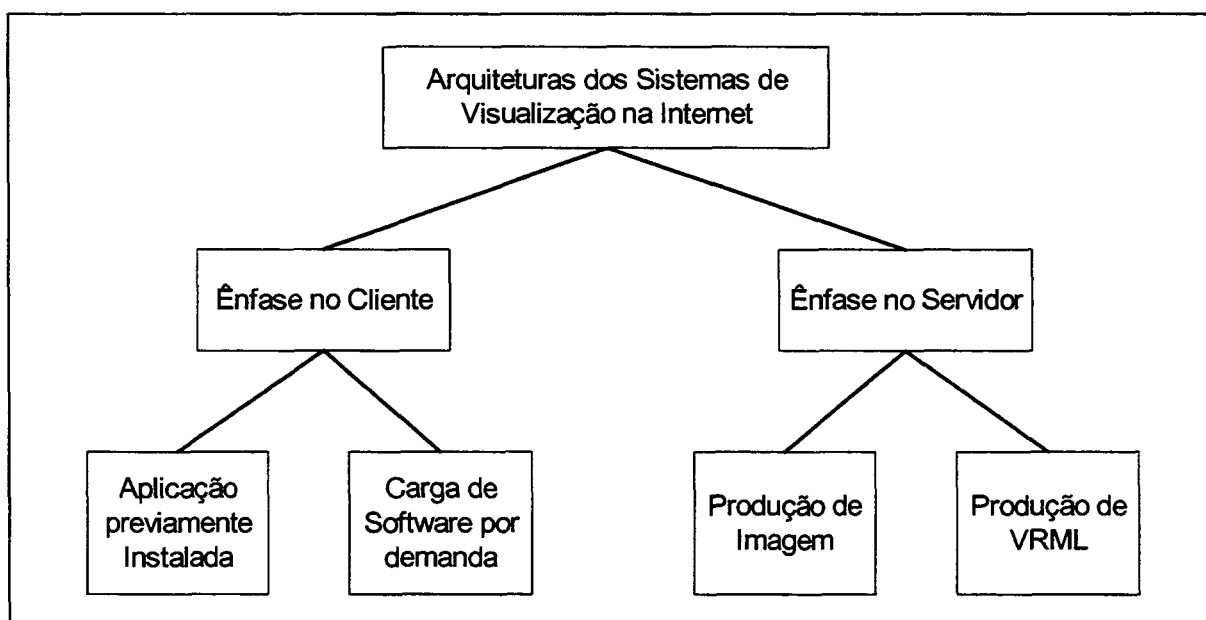 Arquiteturas dos Sistemas de
Visualização na Internet
Ênfase no Cliente
Ênfase no Servidor
Aplicação
previamente
Instalada
Carga de
Software por
demanda
Produção de
Imagem
Produção de
VRML